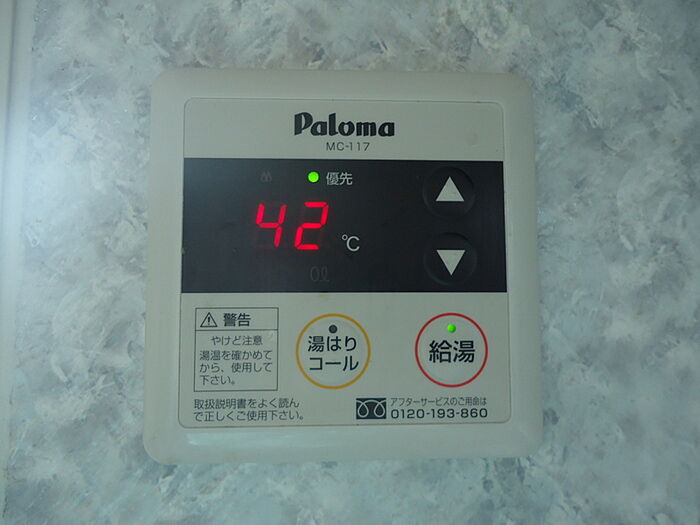 Paloma
MC-117
優先
42
℃
警告
やけど注意
湯温を確かめて
から、使用して
下さい。
湯はり
コール
給湯
取扱説明書をよく読ん
で正しくご使用下さい。
アフターサービスのご用命は
0120-193-860